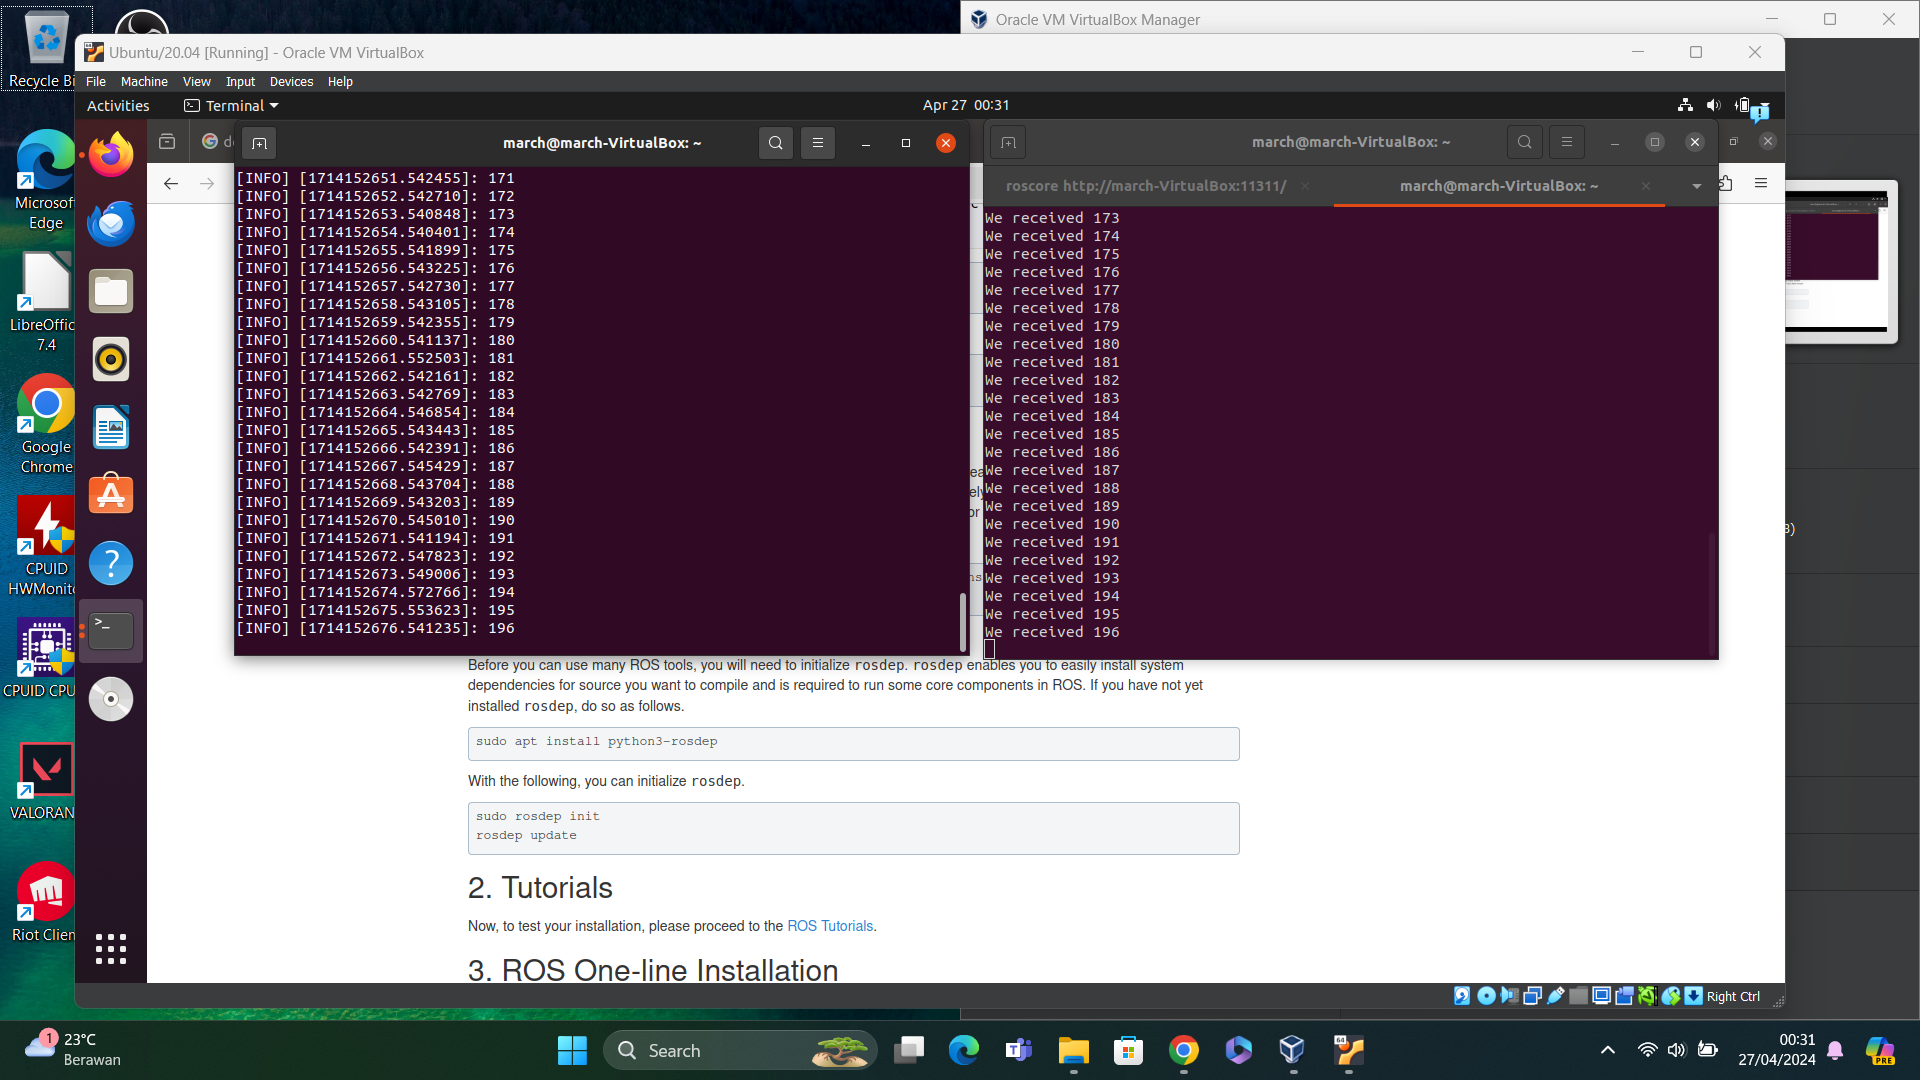 Oracle VM VirtualBox Manager
Ubuntu/20.04 [Running] - Oracle VM VirtualBox
File Machine View Input Devices Help
Activities Terminal Apr 27 00:31
march@march-VirtualBox: ~
[INFO] [1714152651.542455]: 171
[INFO] [1714152652.542710]: 172
[INFO] [1714152653.540848]: 173
[INFO] [1714152654.540401]: 174
[INFO] [1714152655.541899]: 175
[INFO] [1714152656.543225]: 176
[INFO] [1714152657.542730]: 177
[INFO] [1714152658.543105]: 178
[INFO] [1714152659.542355]: 179
[INFO] [1714152660.541137]: 180
[INFO] [1714152661.552503]: 181
[INFO] [1714152662.542161]: 182
[INFO] [1714152663.542769]: 183
[INFO] [1714152664.546854]: 184
[INFO] [1714152665.543443]: 185
[INFO] [1714152666.542391]: 186
[INFO] [1714152667.545429]: 187
[INFO] [1714152668.543704]: 188
[INFO] [1714152669.543203]: 189
[INFO] [1714152670.545010]: 190
[INFO] [1714152671.541194]: 191
[INFO] [1714152672.547823]: 192
[INFO] [1714152673.549006]: 193
[INFO] [1714152674.572766]: 194
[INFO] [1714152675.553623]: 195
[INFO] [1714152676.541235]: 196
march@march-VirtualBox: ~
roscore http://march-VirtualBox:11311/ march@march-VirtualBox: ~
We received 173
We received 174
We received 175
We received 176
We received 177
We received 178
We received 179
We received 180
We received 181
We received 182
We received 183
We received 184
We received 185
We received 186
We received 187
We received 188
We received 189
We received 190
We received 191
We received 192
We received 193
We received 194
We received 195
We received 196
Before you can use many ROS tools, you will need to initialize rosdep. rosdep enables you to easily install system
dependencies for source you want to compile and is required to run some core components in ROS. If you have not yet
installed rosdep, do so as follows.
sudo apt install python3-rosdep
With the following, you can initialize rosdep.
sudo rosdep init
rosdep update
2. Tutorials
Now, to test your installation, please proceed to the ROS Tutorials.
3. ROS One-line Installation
Right Ctrl
Recycle Bi
Microsof
Edge
LibreOffic
7.4
Google
Chrome
CPUID
HWMonit
CPUID CPU
VALORAN
Riot Clien
1
23°C
Berawan
Search
00:31
27/04/2024
PRE